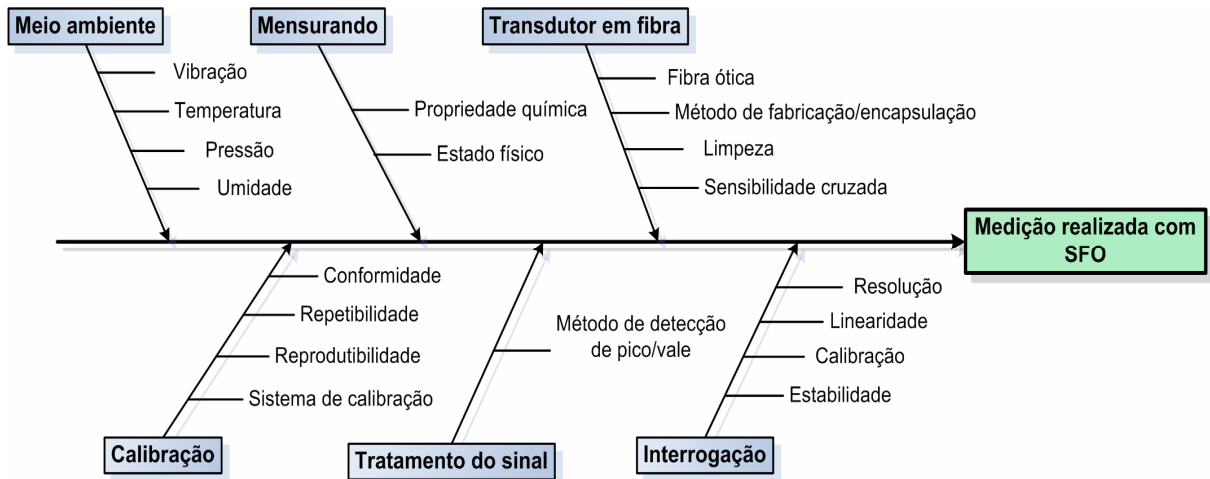 Meio ambiente
Vibração
Temperatura
Pressão
Umidade
Mensurando
Propriedade química
Estado físico
Transdutor em fibra
Fibra ótica
Método de fabricação/encapsulação
Limpeza
Sensibilidade cruzada
Medição realizada com
SFO
Conformidade
Repetibilidade
Reprodutibilidade
Sistema de calibração
Calibração
Método de detecção
de pico/vale
Tratamento do sinal
Resolução
Linearidade
Calibração
Estabilidade
Interrogação